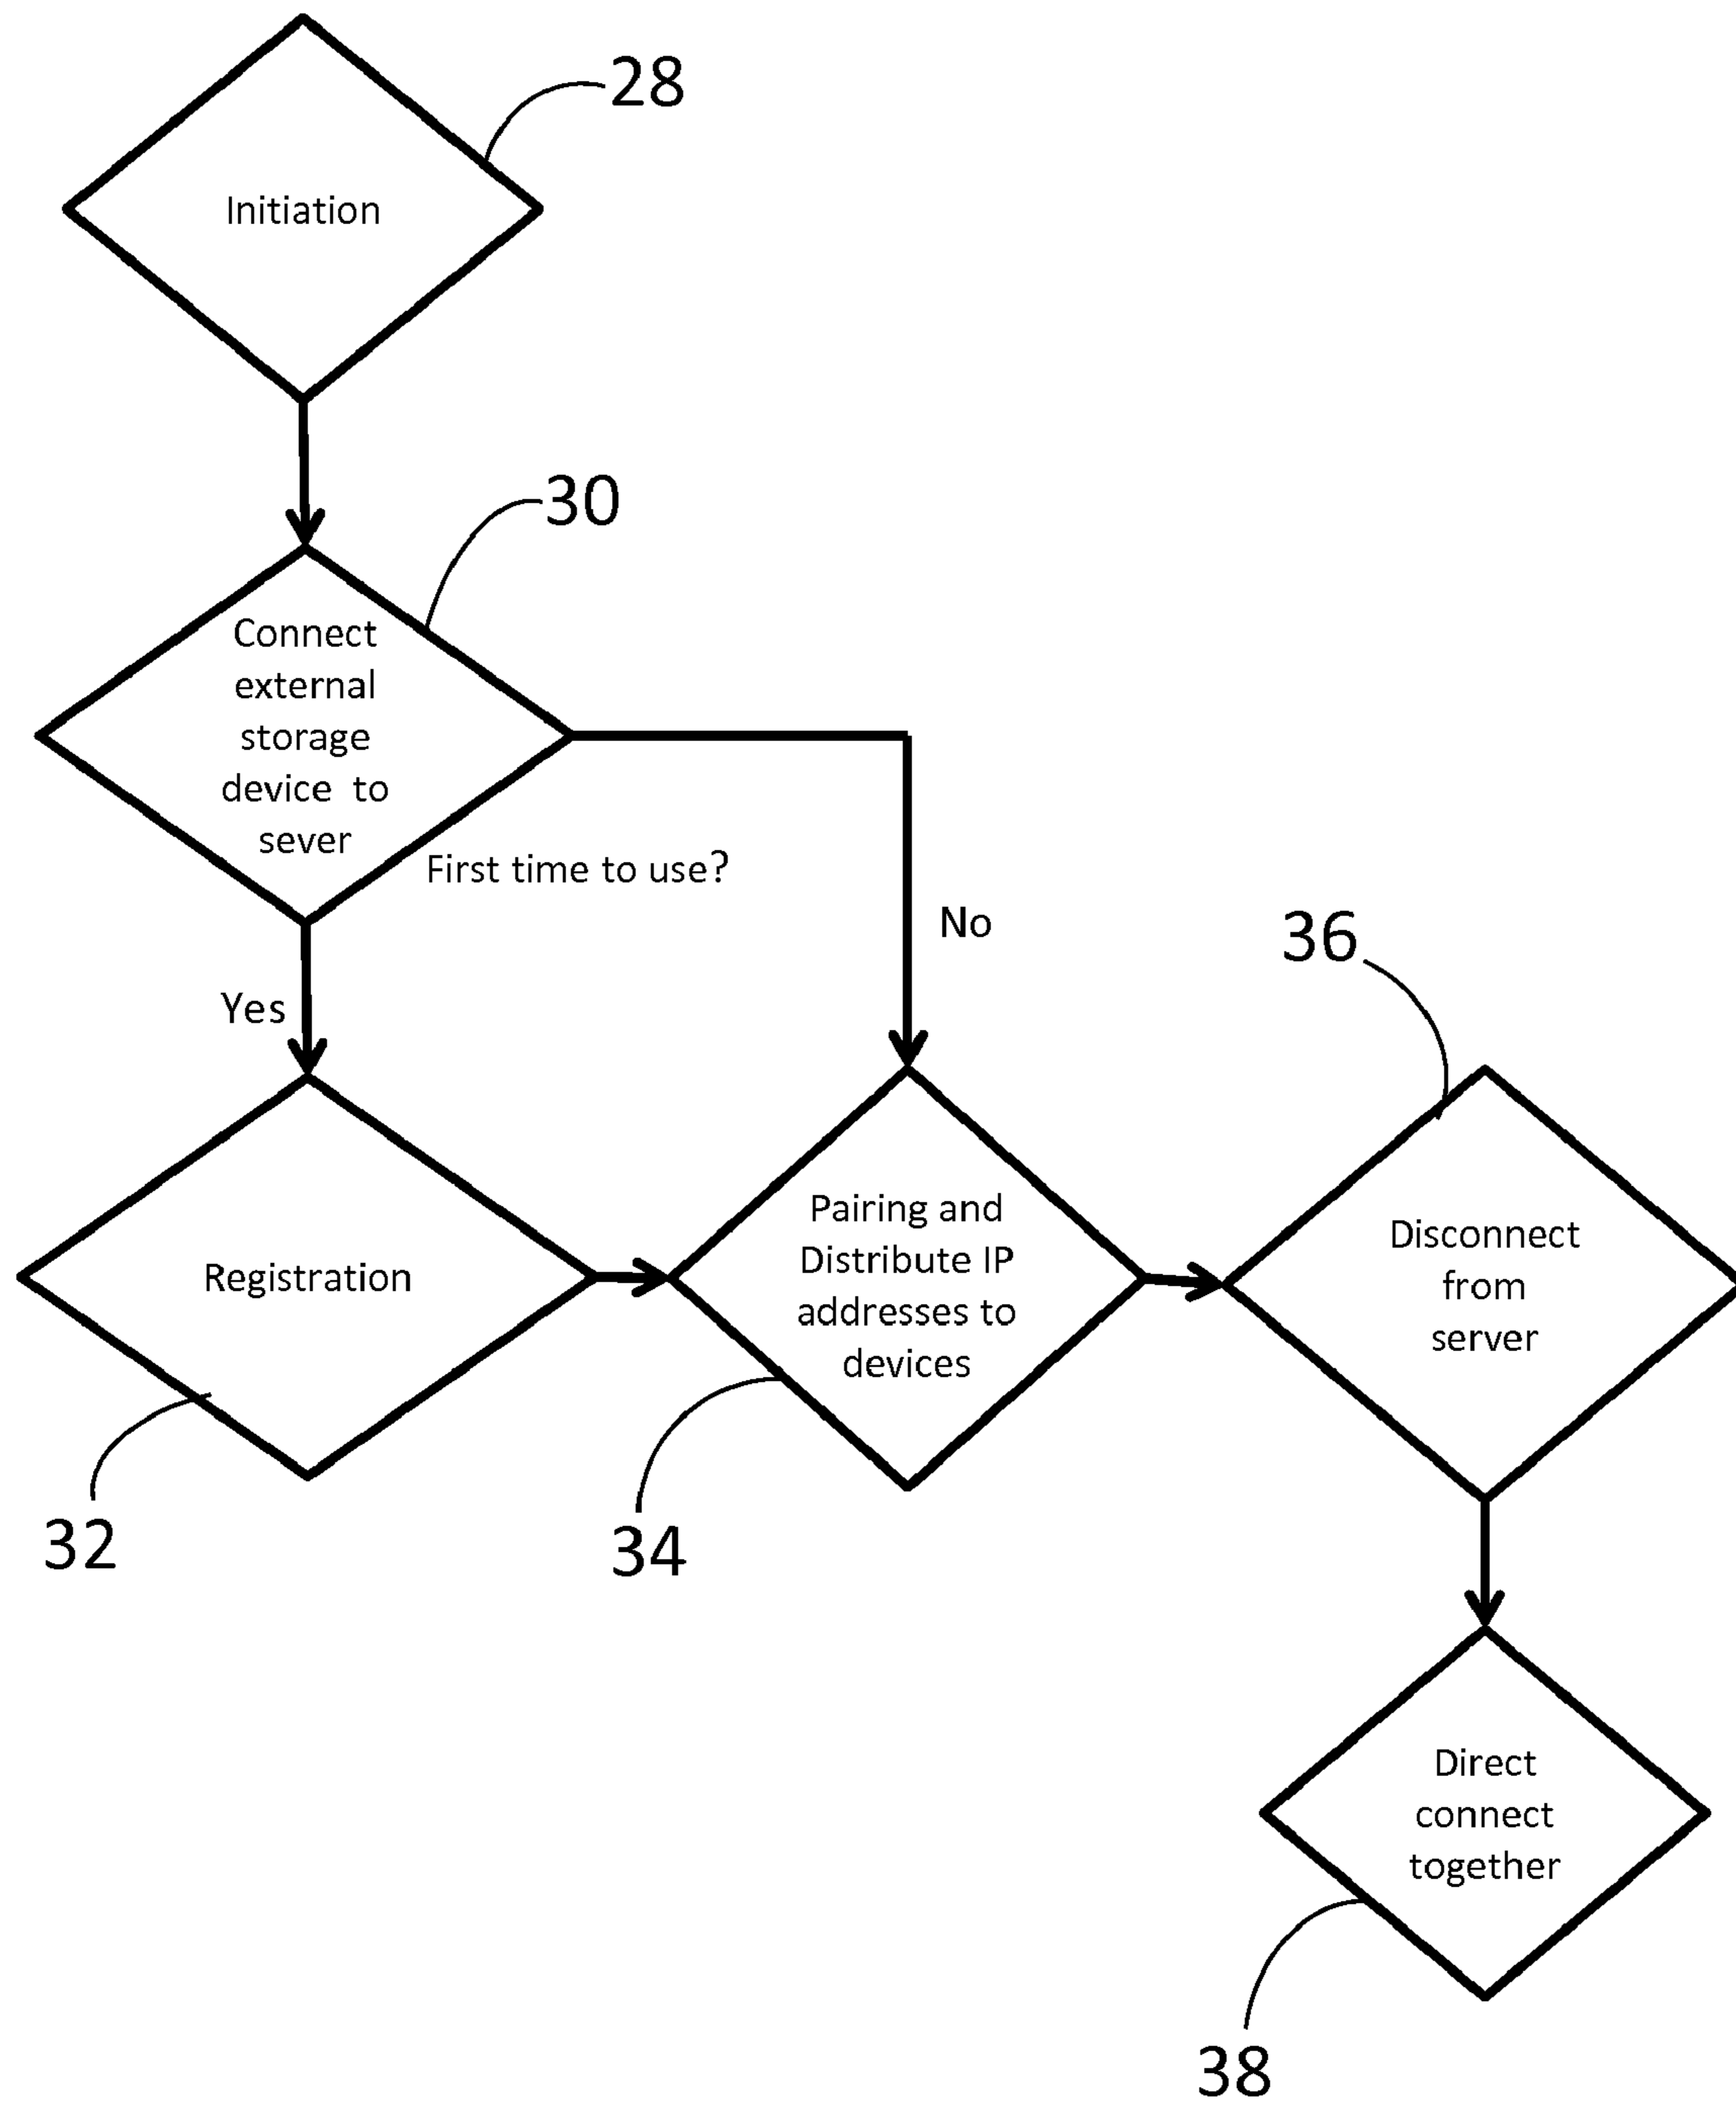 28
Initiation
30
Connect
external
storage
device to
sever
First time to use?
No
Yes
36
Registration
Pairing and
Distribute IP
addresses to
devices
Disconnect
from
server
32
34
Direct
connect
together
38